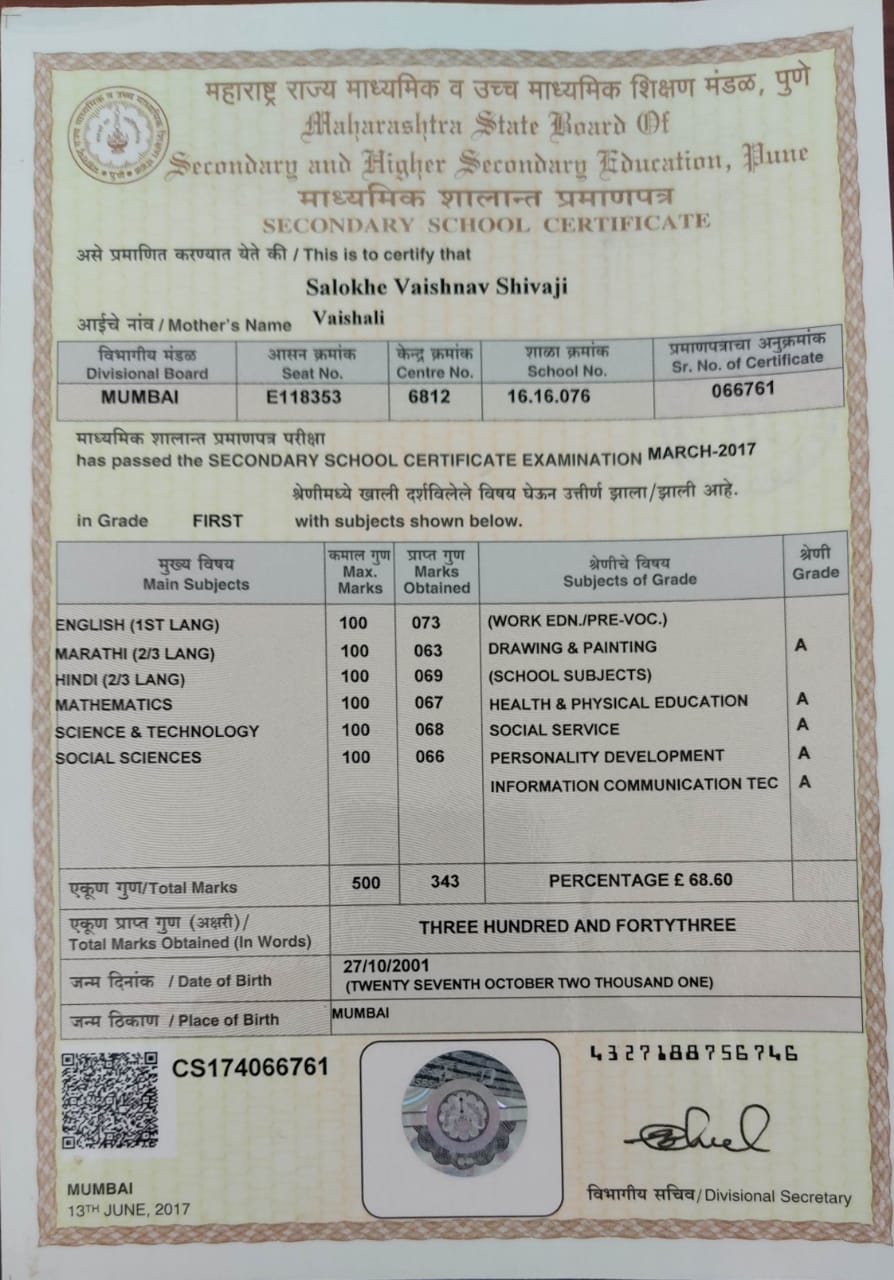 महाराष्ट्र राज्य माध्यमिक व उच्च माध्यमिक शिक्षण मंडळ, पुणे
Maharashtra State Board Of
Secondary and Higher Secondary Education, Pune
माध्यमिक शालान्त प्रमाणपत्र
SECONDARY SCHOOL CERTIFICATE
असे प्रमाणित करण्यात येते की / This is to certify that
Salokhe Vaishnav Shivaji
आईचे नांव / Mother's Name Vaishali
विभागीय मंडळ आसन क्रमांक केन्द्र क्रमांक शाळा क्रमांक प्रमाणपत्राचा अनुक्रमांक
Divisional Board Seat No. Centre No. School No. Sr. No. of Certificate
MUMBAI E118353 6812 16.16.076 066761
माध्यमिक शालान्त प्रमाणपत्र परीक्षा
has passed the SECONDARY SCHOOL CERTIFICATE EXAMINATION MARCH-2017
श्रेणीमध्ये खाली दर्शविलेले विषय घेऊन उत्तीर्ण झाला/झाली आहे.
in Grade FIRST with subjects shown below.
मुख्य विषय कमाल गुण प्राप्त गुण श्रेणीचे विषय श्रेणी
Main Subjects Max. Marks Marks Obtained Subjects of Grade Grade
ENGLISH (1ST LANG) 100 073 (WORK EDN./PRE-VOC.)
MARATHI (2/3 LANG) 100 063 DRAWING & PAINTING A
HINDI (2/3 LANG) 100 069 (SCHOOL SUBJECTS)
MATHEMATICS 100 067 HEALTH & PHYSICAL EDUCATION A
SCIENCE & TECHNOLOGY 100 068 SOCIAL SERVICE A
SOCIAL SCIENCES 100 066 PERSONALITY DEVELOPMENT A
INFORMATION COMMUNICATION TEC A
एकूण गुण/Total Marks 500 343 PERCENTAGE £ 68.60
एकूण प्राप्त गुण (अक्षरी)/
Total Marks Obtained (In Words) THREE HUNDRED AND FORTYTHREE
जन्म दिनांक / Date of Birth 27/10/2001
(TWENTY SEVENTH OCTOBER TWO THOUSAND ONE)
जन्म ठिकाण / Place of Birth MUMBAI
CS174066761
4327188756746
MUMBAI
13TH JUNE, 2017
विभागीय सचिव/Divisional Secretary